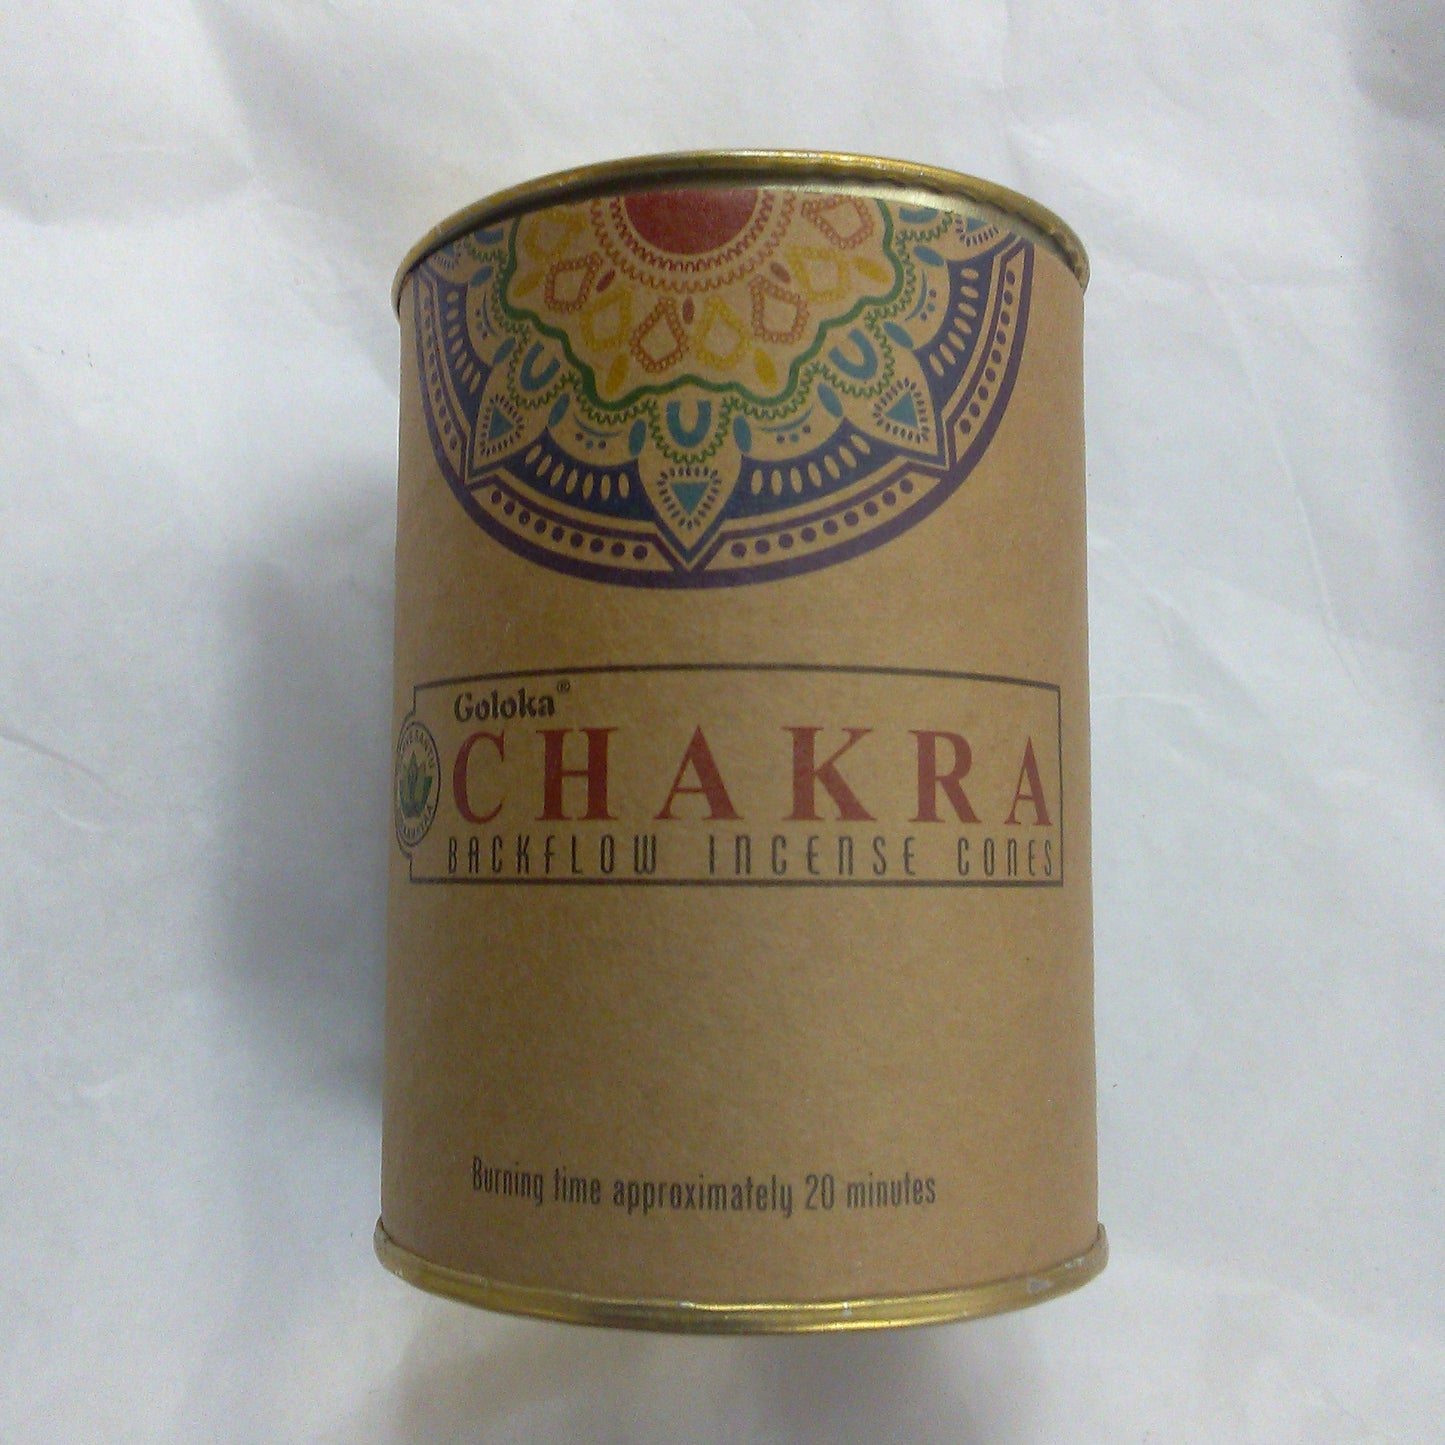 Goloka®
CHAKRA
BACKFLOW INCENSE CONES
Burning time approximately 20 minutes